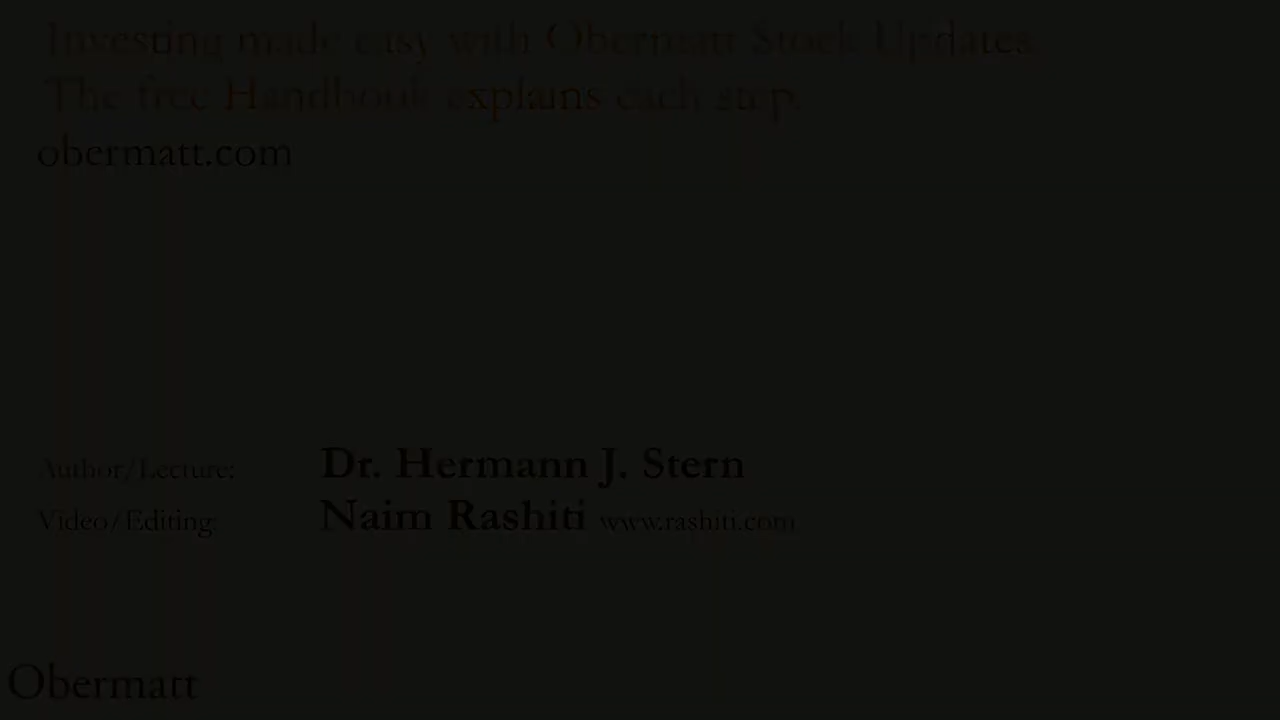 Investing made easy with Obermatt Stock Updates.
The free Handbook explains each step.
obermatt.com
Author/Lecture: Dr. Hermann J. Stern
Video/Editing: Naim Rashiti www.rashiti.com
Obermatt